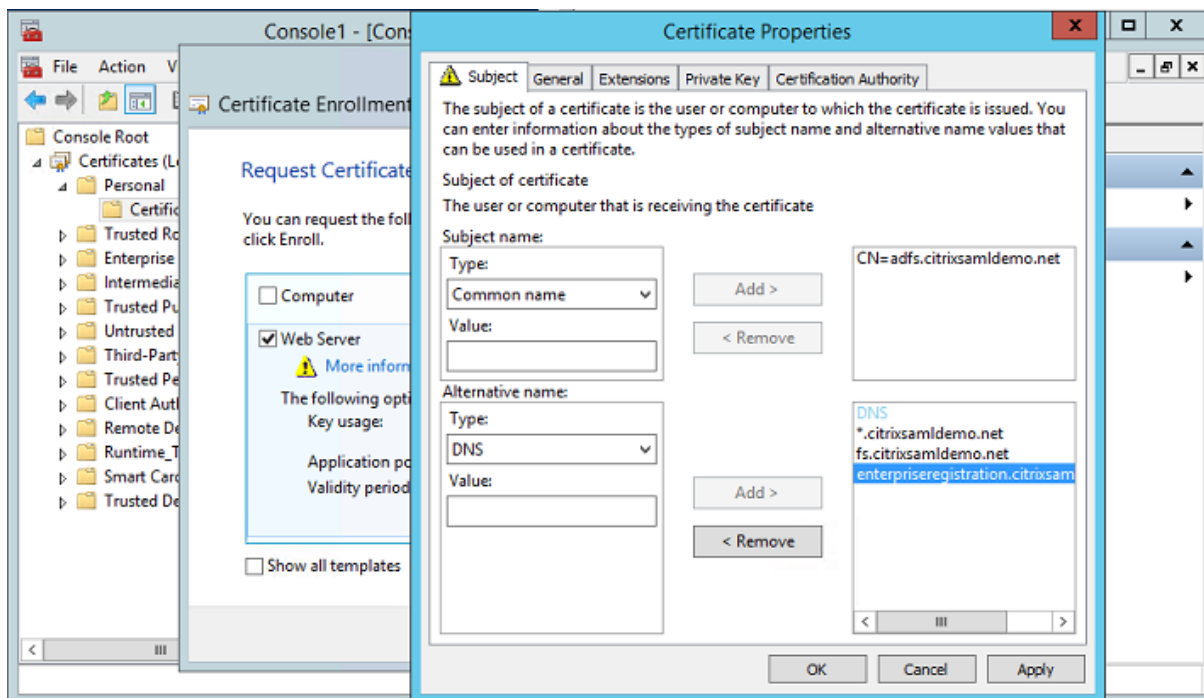 Console1 - [Con
File Action V
Console Root
Certificates (L
Personal
Certific
Trusted Ro
Enterprise
Intermedia
Trusted Pu
Untrusted
Third-Part
Trusted Pe
Client Aut
Remote De
Runtime_T
Smart Card
Trusted De
Certificate Enrollment
Request Certificate
You can request the foll
click Enroll.
Computer
Web Server
More inform
The following opti
Key usage:
Application po
Validity period
Show all templates
Certificate Properties
Subject
General
Extensions
Private Key
Certification Authority
The subject of a certificate is the user or computer to which the certificate is issued. You
can enter information about the types of subject name and alternative name values that
can be used in a certificate.
Subject of certificate
The user or computer that is receiving the certificate
Subject name:
Type:
Common name
Value:
Add >
< Remove
CN=adfs.citrixsamldemo.net
Alternative name:
Type:
DNS
Value:
Add >
< Remove
DNS
*.citrixsamldemo.net
fs.citrixsamldemo.net
enterpriseregistration.citrixsam
OK
Cancel
Apply